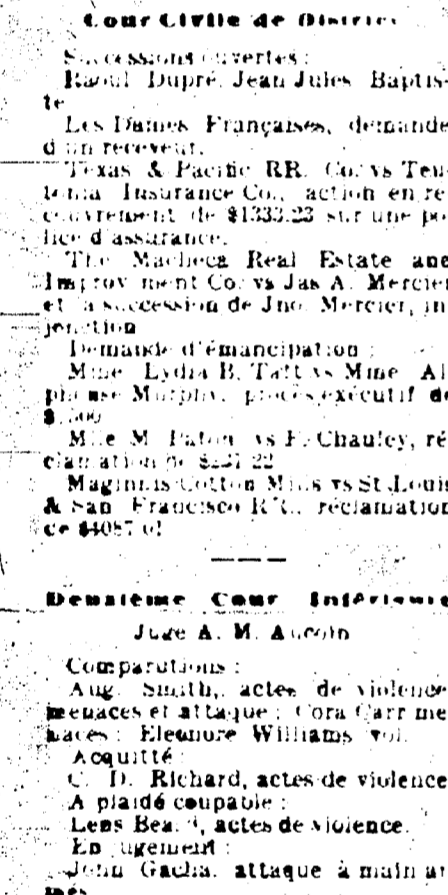 Cour Civile de District
Successions ouvertes :
Raoul Dupré, Jean Jules Baptis-
te
Les Dames Françaises, demande
d'un receveur.
Texas & Pacific RR. Co. vs Teu-
tonia Insurance Co., action en re-
couvrement de $1333.23 sur une po-
lice d'assurance.
The Macheca Real Estate and
Improvement Co. vs Jas A. Mercier
et la succession de Jno. Mercier, in-
jonction
Demande d'émancipation :
Mme Lydia B. vs Mme Al-
phonse Murphy, procès exécutif de
Mlle M. vs F. Chauley, ré-
clamation de
Maginnis Cotton Mills vs St. Louis
& San Francisco RR., réclamation
de
Deuxième Cour Inférieure
Juge A. M. Aucoin
Comparutions :
Aug. Smith, actes de violence
menaces et attaque ; Cora Carr me-
naces ; Eleonore Williams vol.
Acquitté :
C. D. Richard, actes de violence
A plaidé coupable :
Lens actes de violence.
En jugement :
John Gacha, attaque à main ar-
mée